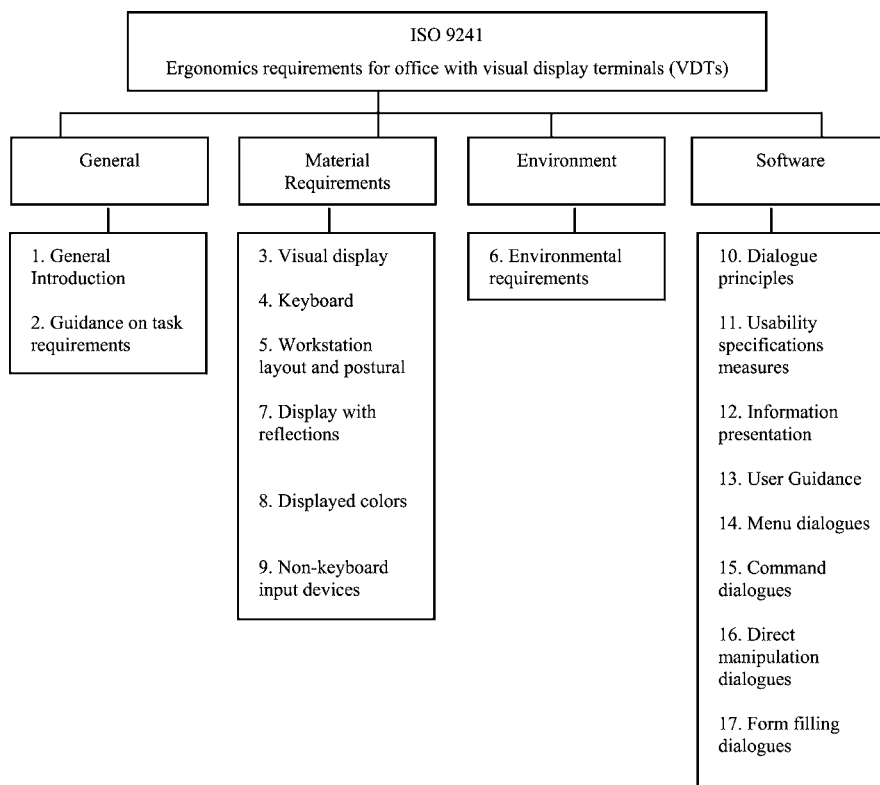 ISO 9241
Ergonomics requirements for office with visual display terminals (VDTs)
General
Material
Requirements
Environment
Software
1. General
Introduction
2. Guidance on task
requirements
3. Visual display
4. Keyboard
5. Workstation
layout and postural
7. Display with
reflections
8. Displayed colors
9. Non-keyboard
input devices
6. Environmental
requirements
10. Dialogue
principles
11. Usability
specifications
measures
12. Information
presentation
13. User Guidance
14. Menu dialogues
15. Command
dialogues
16. Direct
manipulation
dialogues
17. Form filling
dialogues